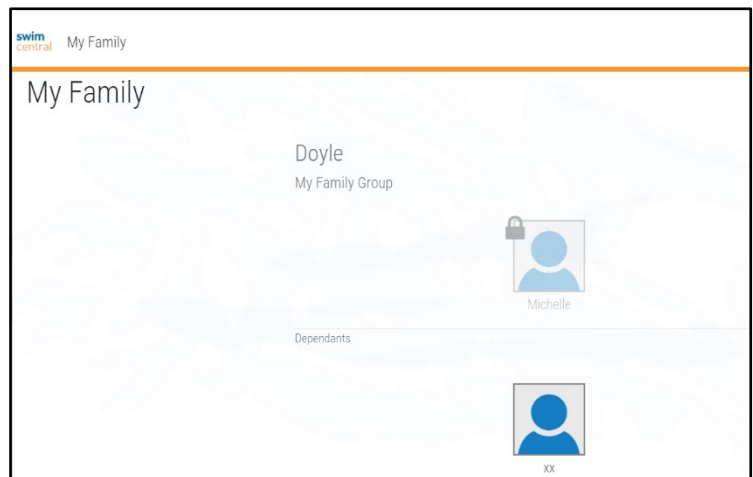 swim
central
My Family
My Family
Doyle
My Family Group
Michelle
Dependants
xx